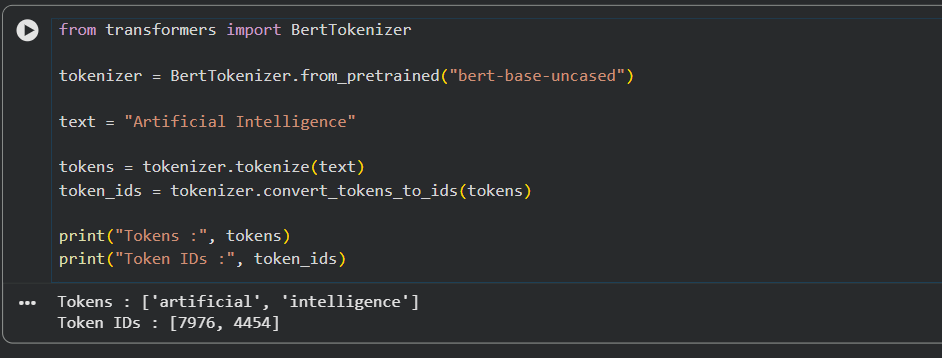 from transformers import BertTokenizer
tokenizer = BertTokenizer.from_pretrained("bert-base-uncased")
text = "Artificial Intelligence"
tokens = tokenizer.tokenize(text)
token_ids = tokenizer.convert_tokens_to_ids(tokens)
print("Tokens :", tokens)
print("Token IDs :", token_ids)
Tokens : ['artificial', 'intelligence']
Token IDs : [7976, 4454]